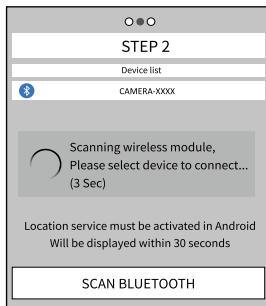 STEP 2
Device list
CAMERA-XXXX
Scanning wireless module,
Please select device to connect...
(3 Sec)
Location service must be activated in Android
Will be displayed within 30 seconds
SCAN BLUETOOTH